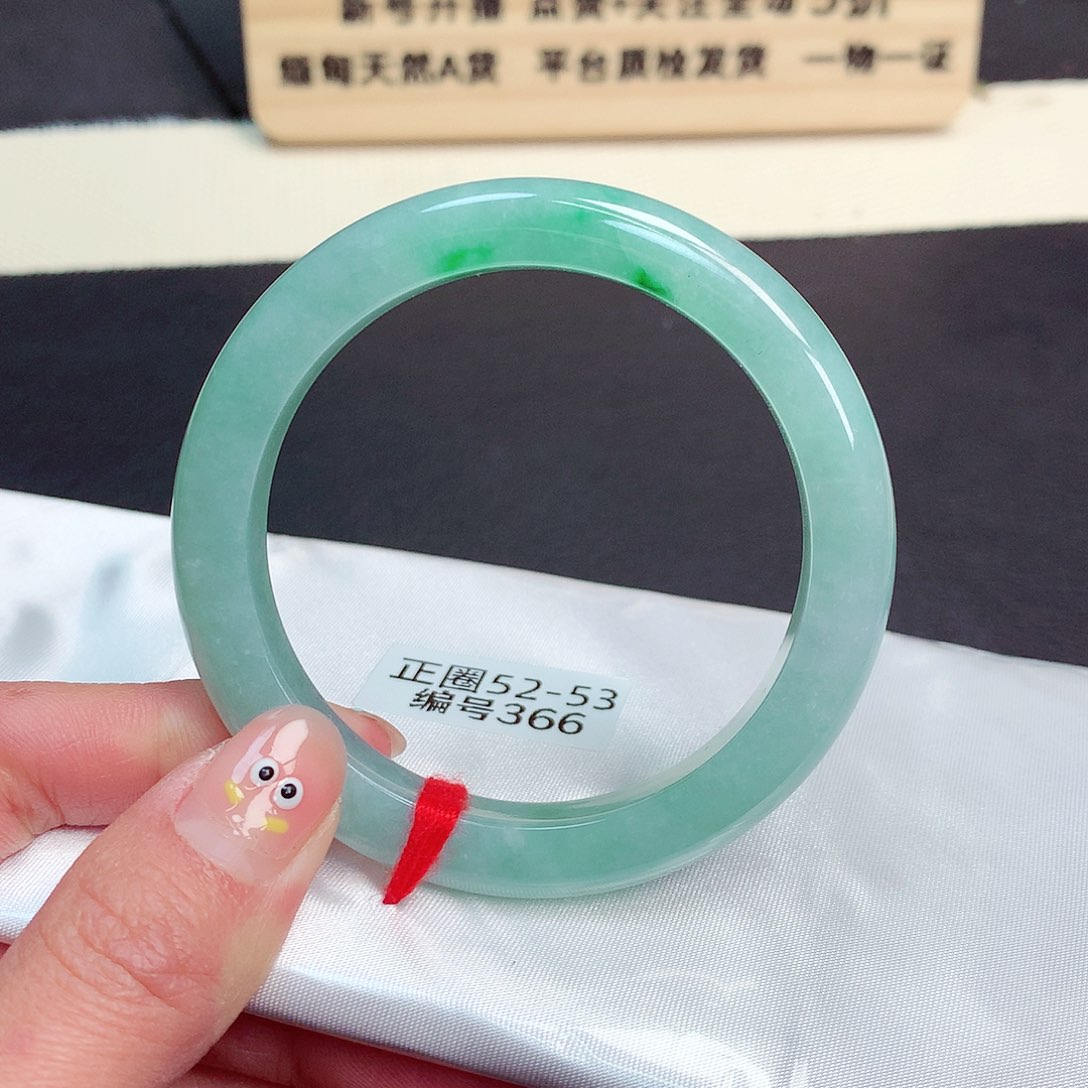 缅甸天然A货 平台质检发货 一物一证
正圈52-53
编号366